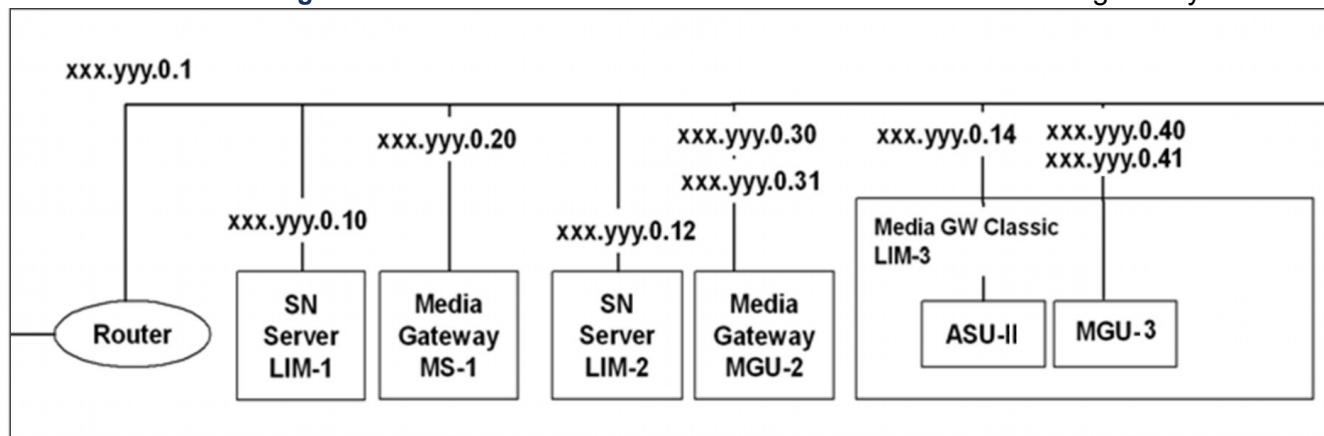 xxx.yyy.0.1
xxx.yyy.0.20
xxx.yyy.0.30
xxx.yyy.0.14
xxx.yyy.0.40
xxx.yyy.0.41
xxx.yyy.0.31
xxx.yyy.0.10
xxx.yyy.0.12
Media GW Classic
LIM-3
Router
SN
Server
LIM-1
Media
Gateway
MS-1
SN
Server
LIM-2
Media
Gateway
MGU-2
ASU-II
MGU-3